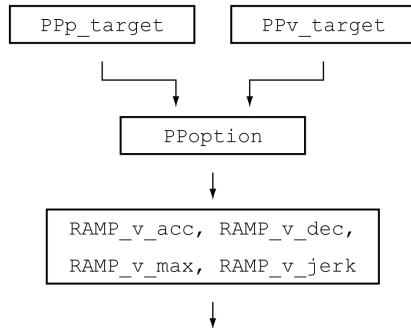 PPp_target
PPv_target
PPoption
RAMP_v_acc, RAMP_v_dec,
RAMP_v_max, RAMP_v_jerk